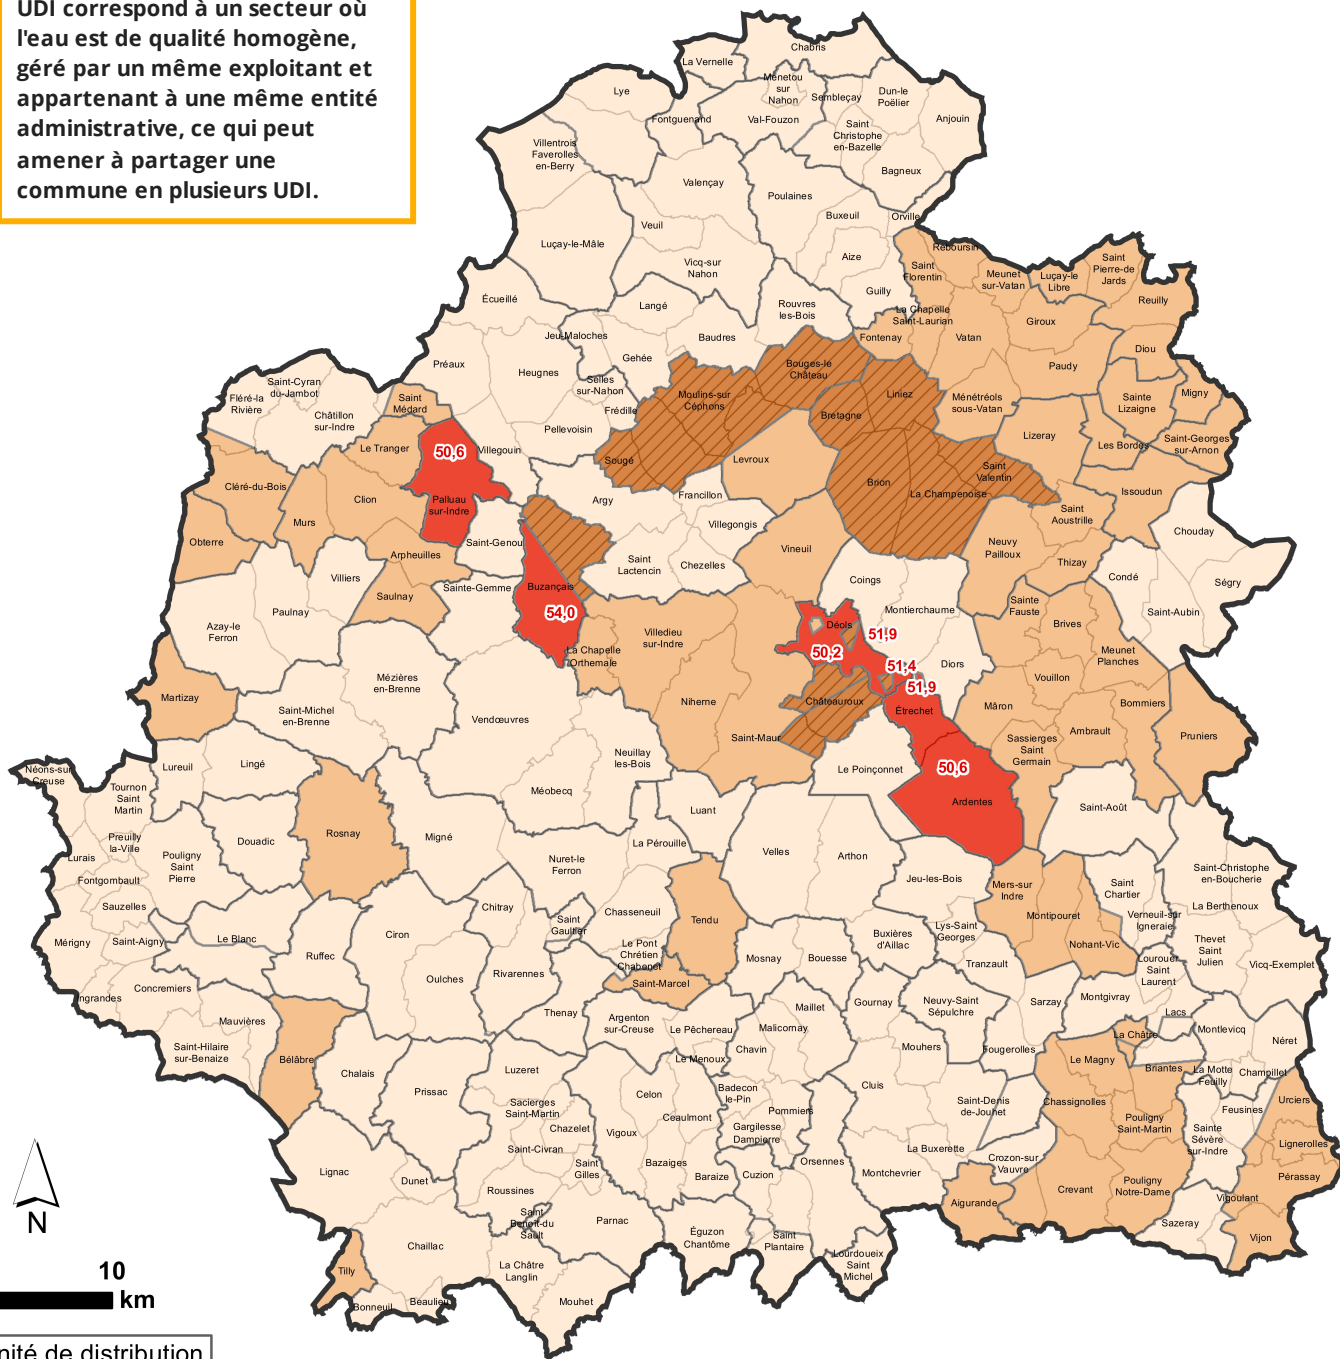 UDI correspond à un secteur où
l'eau est de qualité homogène,
géré par un même exploitant et
appartenant à une même entité
administrative, ce qui peut
amener à partager une
commune en plusieurs UDI.
Chabris
La Vernelle
Menetou
sur
Nahon
Lye
Sembleçay
Dun-le
Poëlier
Fontguenand
Val-Fouzon
Anjouin
Saint
Christophe
en-Bazelle
Villentrois
Faverolles
en-Berry
Bagneux
Valençay
Poulaines
Buxeuil
Orville
Veuil
Luçay-le-Mâle
Aize
Reboursin
Vicq-sur
Nahon
Saint
Florentin
Meunet
sur-Vatan
Luçay-le
Libre
Saint
Pierre-de
Jards
Guilly
Reuilly
Écueillé
Langé
Rouvres
les-Bois
La Chapelle
Saint-Laurian
Giroux
Jeu-Maloches
Baudres
Fontenay
Vatan
Diou
Gehée
Préaux
Heugnes
Bouges-le
Château
Paudy
Selles
sur-Nahon
Saint-Cyran
du-Jambot
Fléré-la
Rivière
Saint
Médard
Moulins-sur
Céphons
Liniez
Ménétréols
sous-Vatan
Sainte
Lizaigne
Migny
Châtillon
sur-Indre
Frédille
Bretagne
Pellevoisin
Lizeray
Les Bordes
Saint-Georges
sur-Arnon
Le Tranger
50,6
Villegouin
Sougé
Levroux
Saint
Valentin
Cléré-du-Bois
Clion
Palluau
sur-Indre
Argy
Francillon
Brion
La Champenoise
Issoudun
Murs
Villegongis
Saint
Aoustrille
Chouday
Obterre
Arpheuilles
Saint-Genou
Vineuil
Neuvy
Pailloux
Saint
Lactencin
Chezelles
Thizay
Villiers
Coings
Condé
Ségry
Saulnay
Sainte-Gemme
Buzançais
54,0
Paulnay
Montierchaume
Sainte
Fauste
Saint-Aubin
Azay-le
Ferron
Villedieu
sur-Indre
Déols
51,9
Brives
50,2
La Chapelle
Orthemale
51,4
Diors
Meunet
Planches
51,9
Vouillon
Mézières
en-Brenne
Martizay
Niherne
Châteauroux
Étrechet
Mâron
Bommiers
Saint-Michel
en-Brenne
Vendœuvres
Saint-Maur
Ambrault
Pruniers
Sassierges
Saint
Germain
Neuillay
les-Bois
Le Poinçonnet
50,6
Néons-sur
Creuse
Lureuil
Lingé
Tournon
Saint
Martin
Méobecq
Luant
Ardentes
Saint-Août
Rosnay
Migné
Preuilly
la-Ville
Douadic
La Pérouille
Velles
Arthon
Lurais
Pouligny
Saint
Pierre
Nuret-le
Ferron
Fontgombault
Jeu-les-Bois
Mers-sur
Indre
Saint
Chartier
Saint-Christophe
en-Boucherie
Sauzelles
Chitray
Chasseneuil
Tendu
Montipouret
La Berthenoux
Saint
Gaultier
Verneuil-sur
Igneraie
Mérigny
Saint-Aigny
Le Blanc
Ciron
Buxières
d'Aillac
Lys-Saint
Georges
Nohant-Vic
Thevet
Saint
Julien
Ruffec
Le Pont
Chrétien
Chabenet
Mosnay
Bouesse
Tranzault
Lourouer
Saint
Laurent
Vicq-Exemplet
Oulches
Rivarennes
Saint-Marcel
Ingrandes
Concremiers
Gournay
Neuvy-Saint
Sépulchre
Sarzay
Montgivray
Maillet
Thenay
Argenton
sur-Creuse
Lacs
Mauvières
Le Pêchereau
Malicornay
Montlevicq
La Châtre
Néret
Saint-Hilaire
sur-Benaize
Chavin
Mouhers
Fougerolles
Bélâbre
Le Menoux
Le Magny
Briantes
La Motte
Feuilly
Champillet
Chalais
Luzeret
Prissac
Celon
Badecon
le-Pin
Cluis
Saint-Denis
de-Jouhet
Chassignolles
Urciers
Sacierges
Saint-Martin
Ceaulmont
Pommiers
Feusines
Chazelet
Vigoux
Gargilesse
Dampierre
Pouligny
Saint-Martin
Sainte
Sévère
sur-Indre
Lignerolles
Saint-Civran
La Buxerette
Lignac
Saint
Gilles
Bazaiges
Baraize
Cuzion
Orsennes
Montchevrier
Crozon-sur
Vauvre
Pérassay
Dunet
Roussines
Crevant
Pouligny
Notre-Dame
Vigoulant
Aigurande
Saint
Benoît-du
Sault
Parnac
Éguzon
Chantôme
Saint
Plantaire
Sazeray
Vijon
N
Chaillac
Lourdoueix
Saint
Michel
Tilly
La Châtre
Langlin
10
km
Bonneuil
Beaulieu
Mouhet
nité de distribution